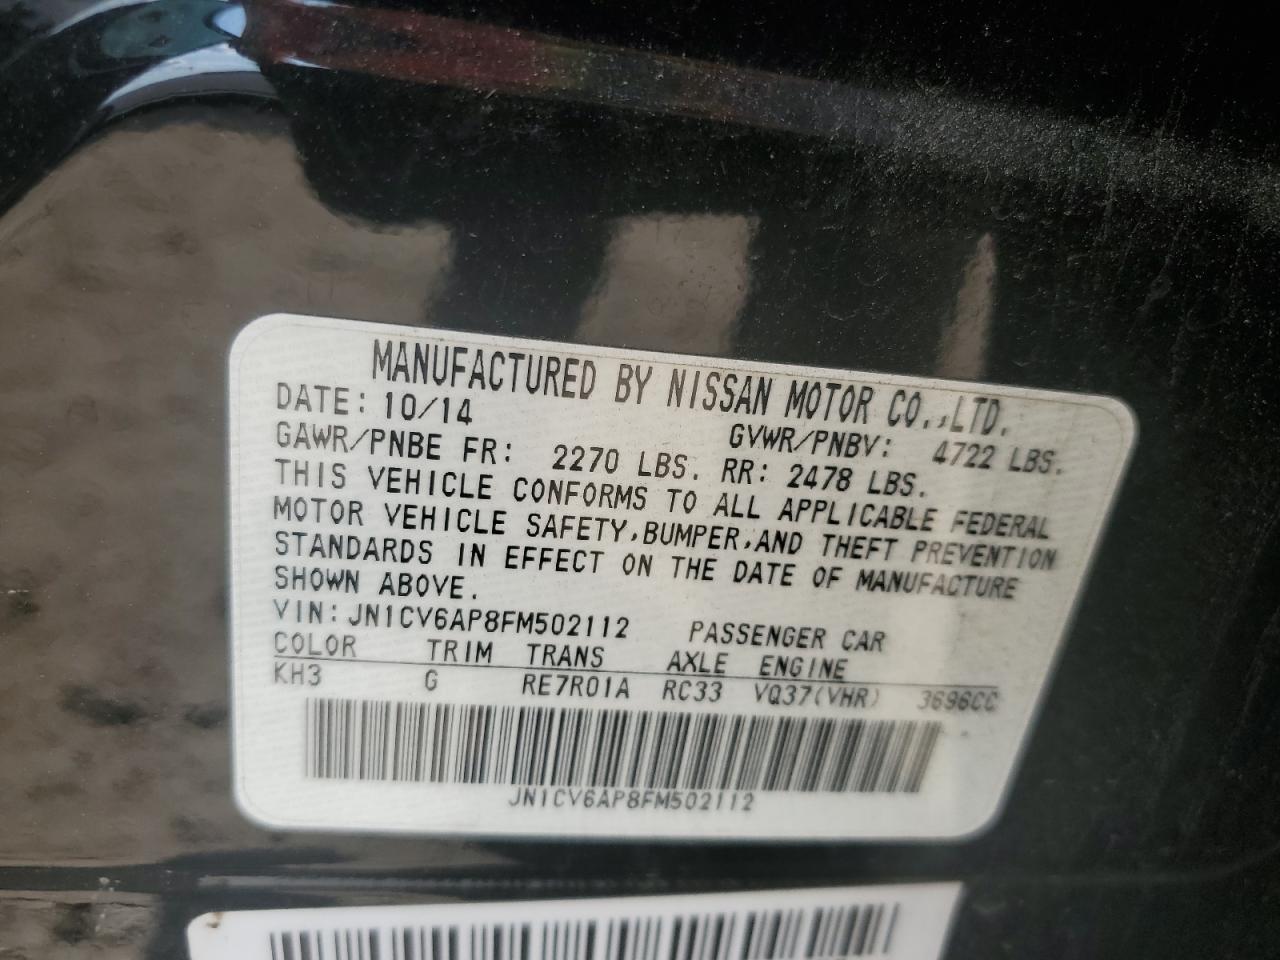 MANUFACTURED BY NISSAN MOTOR CO.,LTD.
DATE: 10/14 GVWR/PNBV: 4722 LBS.
GAWR/PNBE FR: 2270 LBS. RR: 2478 LBS.
THIS VEHICLE CONFORMS TO ALL APPLICABLE FEDERAL
MOTOR VEHICLE SAFETY,BUMPER,AND THEFT PREVENTION
STANDARDS IN EFFECT ON THE DATE OF MANUFACTURE
SHOWN ABOVE.
VIN: JN1CV6AP8FM502112 PASSENGER CAR
COLOR TRIM TRANS AXLE ENGINE
KH3 G RE7R01A RC33 VQ37(VHR) 3696CC
JN1CV6AP8FM502112